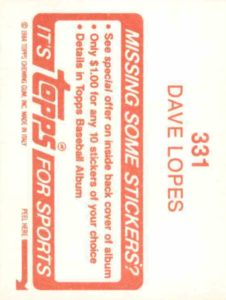 331
DAVE LOPES
MISSING SOME STICKERS?
• See special offer on inside back cover of album
• Only $1.00 for any 10 stickers of your choice
• Details in Topps Baseball Album
IT'S Topps® FOR SPORTS
© 1984 TOPPS CHEWING GUM, INC. MADE IN ITALY
PEEL HERE